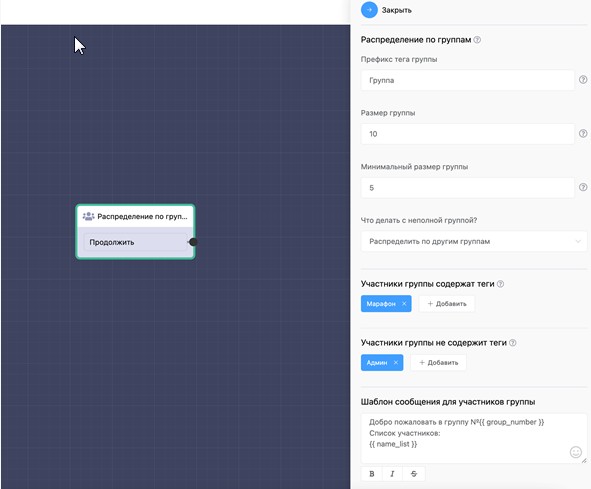 Закрыть
Распределение по группам
Префикс тега группы
Группа
Размер группы
10
Минимальный размер группы
5
Что делать с неполной группой?
Распределить по другим группам
Участники группы содержат теги
Марафон × + Добавить
Участники группы не содержит теги
Админ × + Добавить
Шаблон сообщения для участников группы
Добро пожаловать в группу №{{ group_number }}
Список участников:
{{ name_list }}
B I S
Распределение по груп...
Продолжить